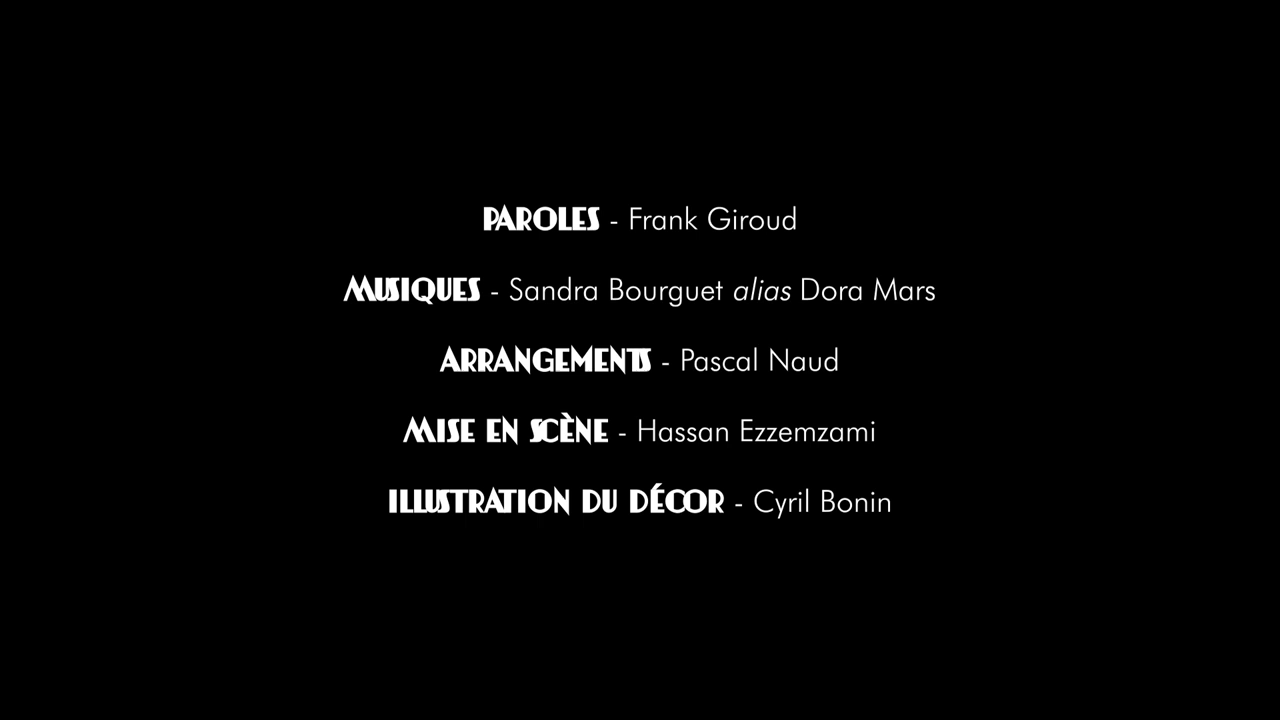 PAROLES - Frank Giroud
MUSIQUES - Sandra Bourguet alias Dora Mars
ARRANGEMENTS - Pascal Naud
MISE EN SCÈNE - Hassan Ezzemzami
ILLUSTRATION DU DÉCOR - Cyril Bonin